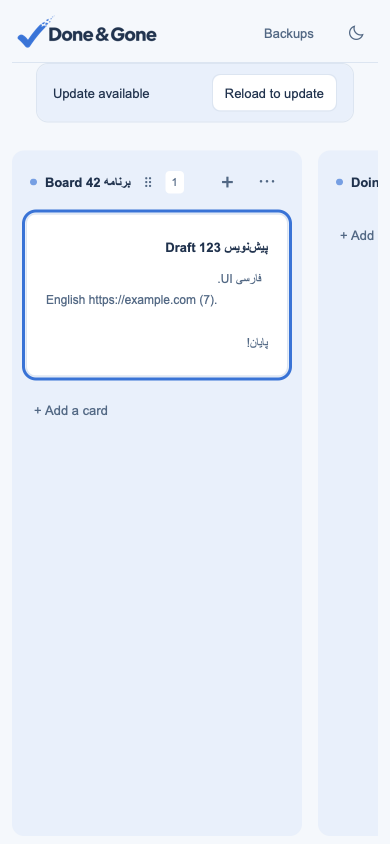 Done & Gone
Backups
Update available
Reload to update
Board 42 برنامه
1
Doin
پیش‌نویس Draft 123
فارسی UI.
English https://example.com (7).
پایان!
+ Add a card
+ Add